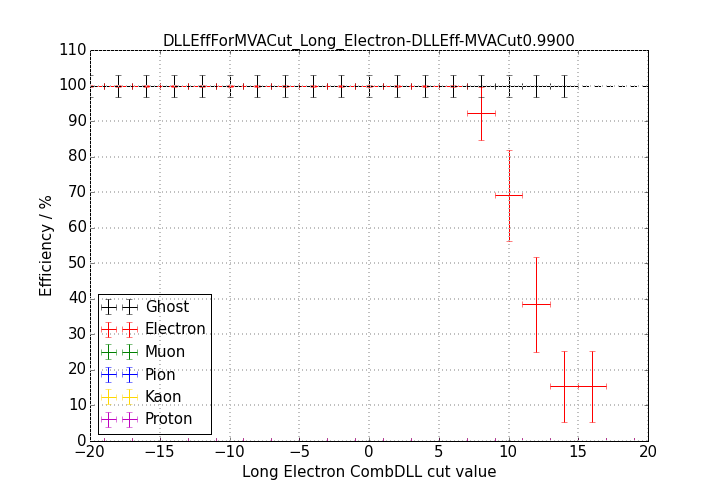 DLLEffForMVACut_Long_Electron-DLLEff-MVACut0.9900
110
100
90
80
70
60
50
40
30
20
10
0
Efficiency / %
Ghost
Electron
Muon
Pion
Kaon
Proton
−20 −15 −10 −5 0 5 10 15 20
Long Electron CombDLL cut value